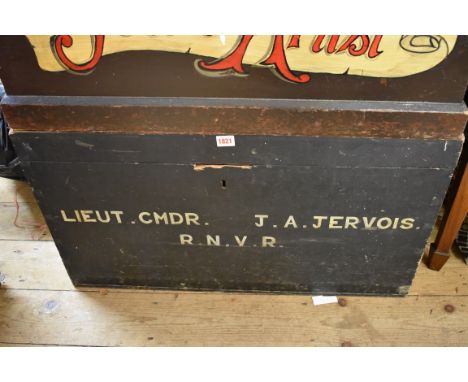 1821
LIEUT. CMDR. J. A. JERVOIS.
R. N. V. R.